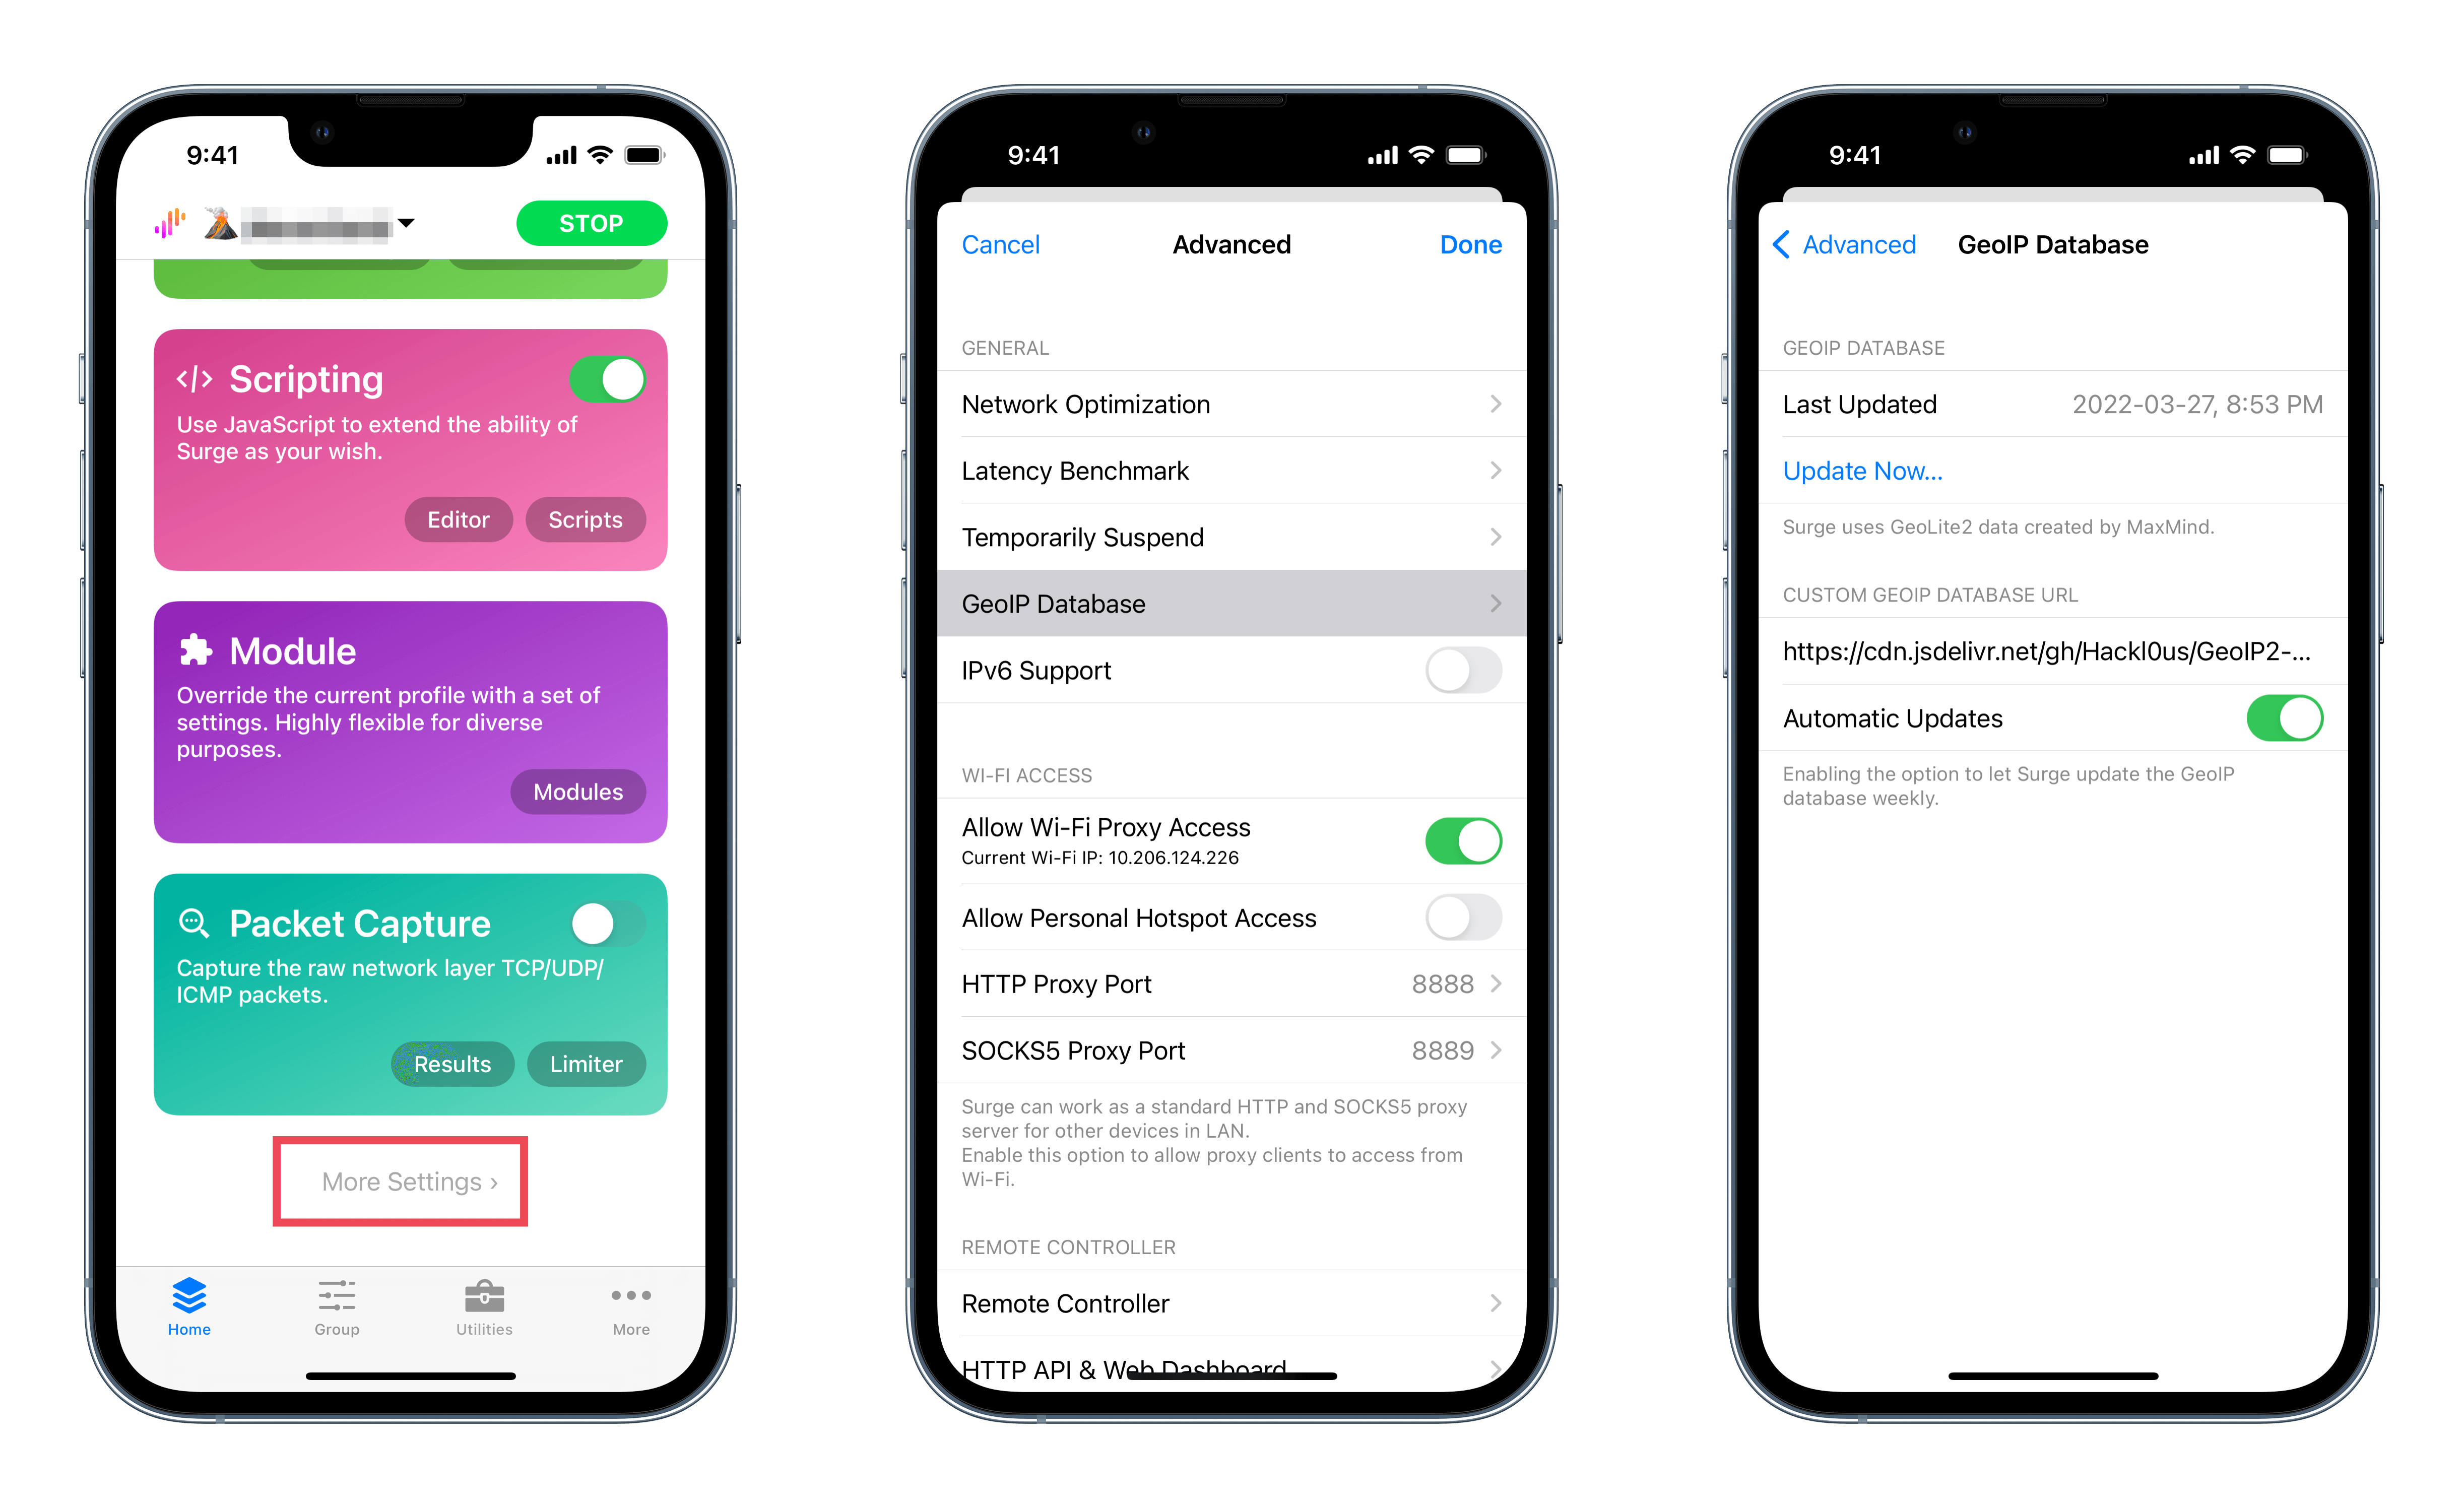 9:41
STOP
Scripting
Use JavaScript to extend the ability of
Surge as your wish.
Editor
Scripts
Module
Override the current profile with a set of
settings. Highly flexible for diverse
purposes.
Modules
Packet Capture
Capture the raw network layer TCP/UDP/
ICMP packets.
Results
Limiter
More Settings ›
Home
Group
Utilities
More
9:41
Cancel
Advanced
Done
GENERAL
Network Optimization
Latency Benchmark
Temporarily Suspend
GeoIP Database
IPv6 Support
WI-FI ACCESS
Allow Wi-Fi Proxy Access
Current Wi-Fi IP: 10.206.124.226
Allow Personal Hotspot Access
HTTP Proxy Port 8888
SOCKS5 Proxy Port 8889
Surge can work as a standard HTTP and SOCKS5 proxy
server for other devices in LAN.
Enable this option to allow proxy clients to access from
Wi-Fi.
REMOTE CONTROLLER
Remote Controller
HTTP API & Web Dashboard
9:41
Advanced
GeoIP Database
GEOIP DATABASE
Last Updated 2022-03-27, 8:53 PM
Update Now...
Surge uses GeoLite2 data created by MaxMind.
CUSTOM GEOIP DATABASE URL
https://cdn.jsdelivr.net/gh/Hackl0us/GeoIP2-...
Automatic Updates
Enabling the option to let Surge update the GeoIP
database weekly.